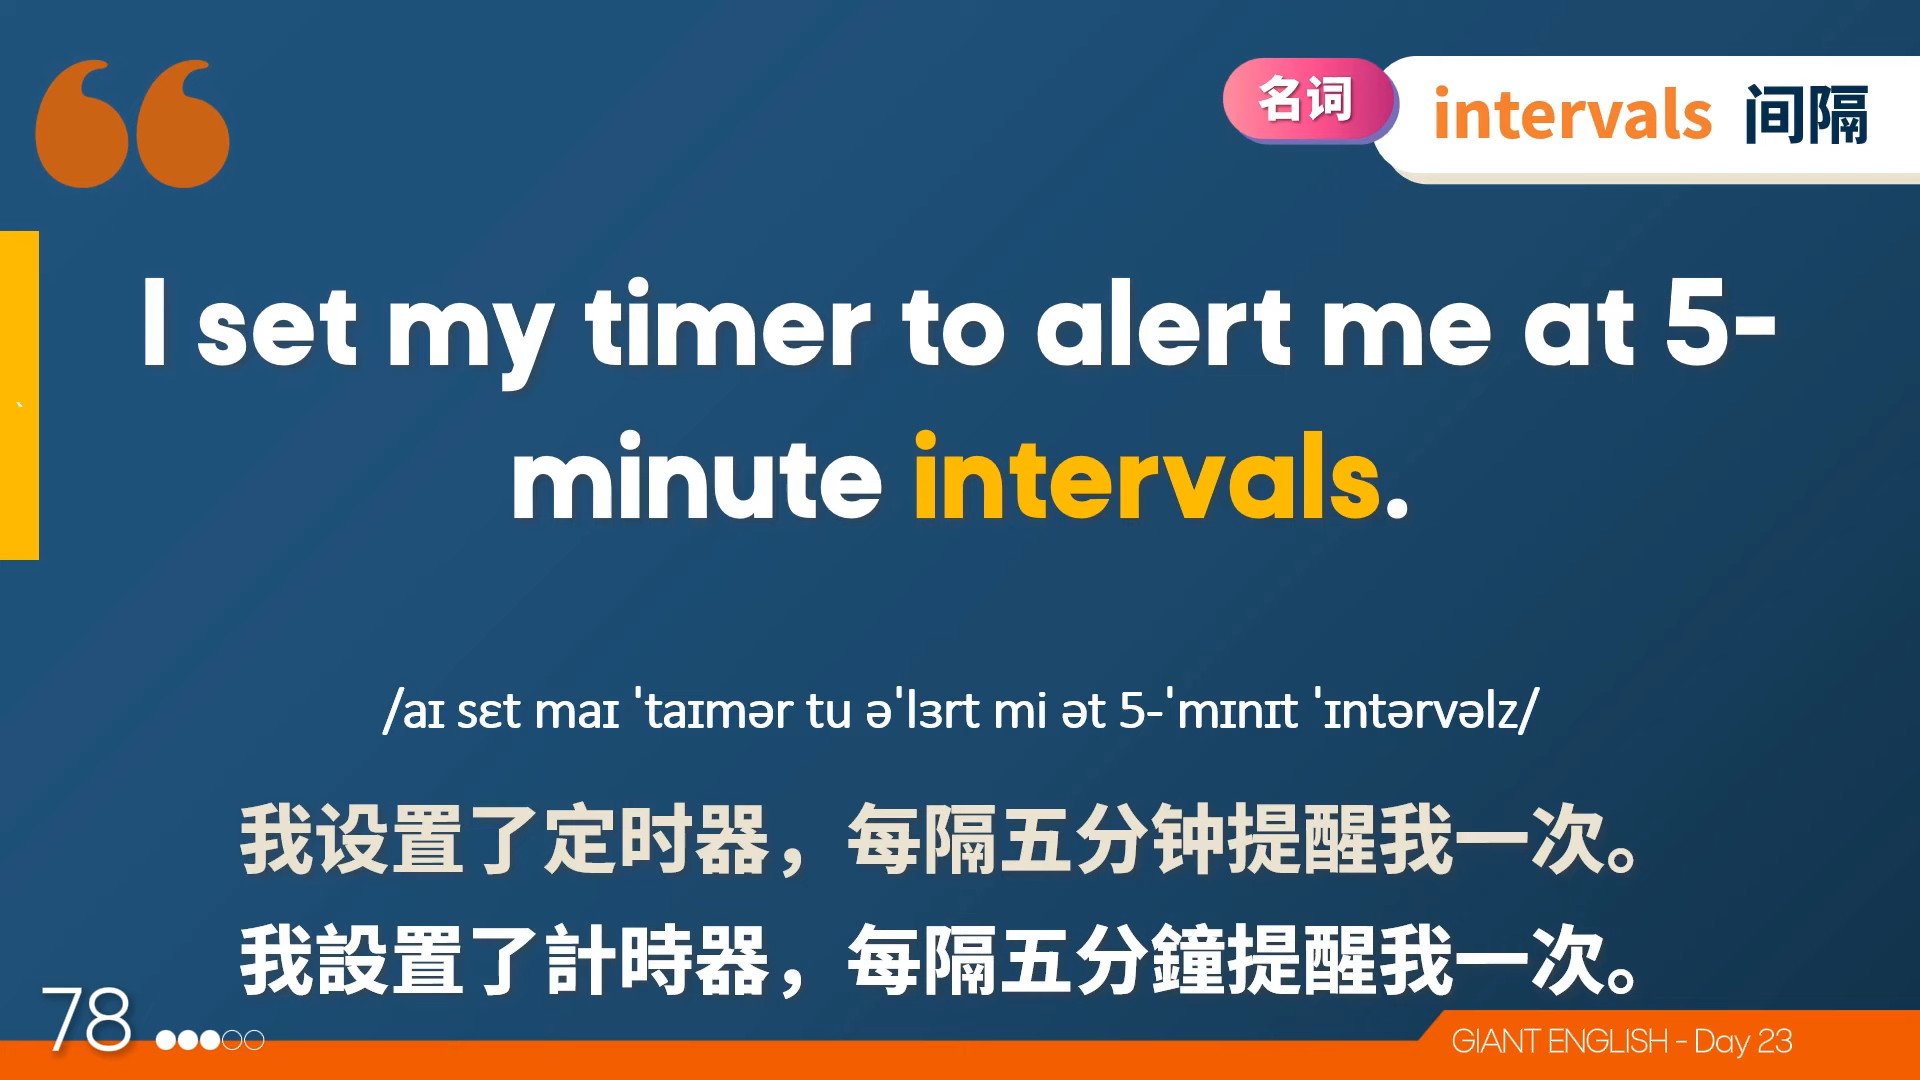 名词 intervals 间隔
I set my timer to alert me at 5-
minute intervals.
/aɪ sɛt maɪ ˈtaɪmər tu əˈlɜrt mi ət 5-ˈmɪnɪt ˈɪntərvəlz/
我设置了定时器，每隔五分钟提醒我一次。
我設置了計時器，每隔五分鐘提醒我一次。
78
GIANT ENGLISH - Day 23